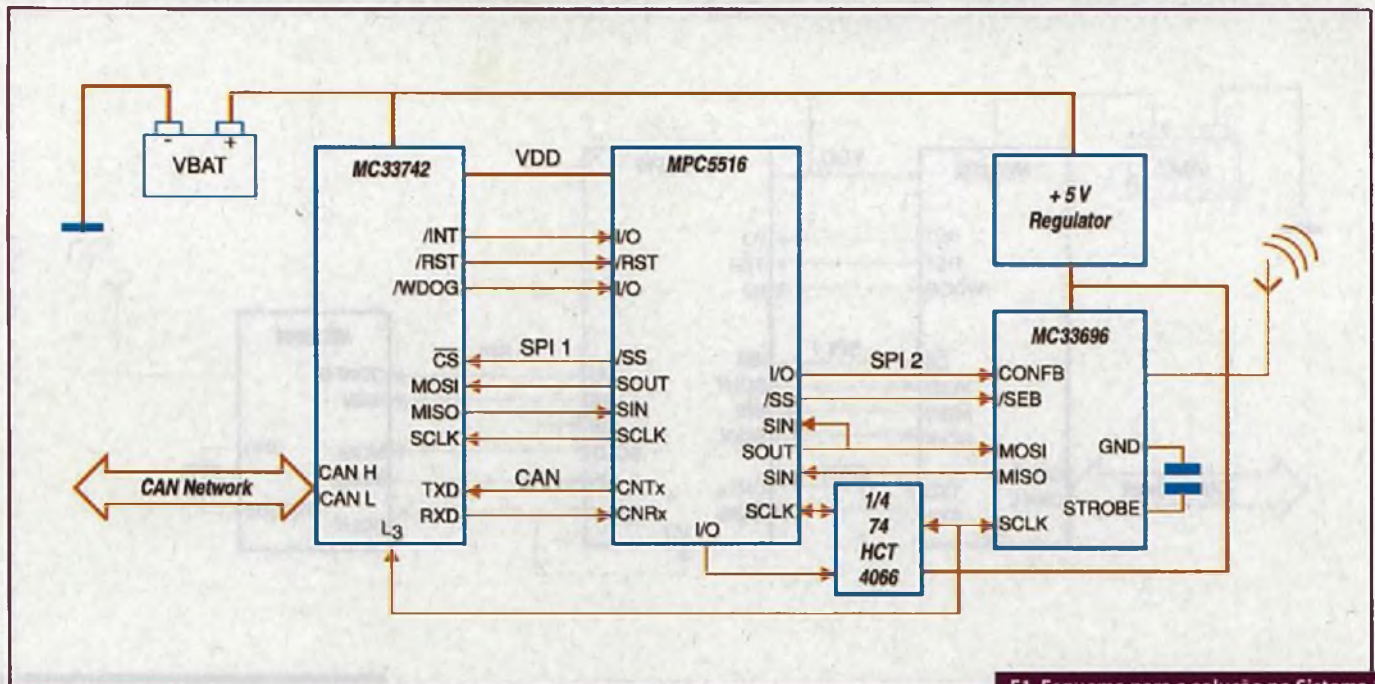 - +
VBAT
MC33742
VDD
MPC5516
+ 5 V
Regulator
/INT
/RST
/WDOG
I/O
/RST
I/O
CS
MOSI
MISO
SCLK
SPI 1
/SS
SOUT
SIN
SCLK
CAN Network
CAN H
CAN L
TXD
RXD
CAN
CNTx
CNRx
L3
I/O
I/O
/SS
SIN
SOUT
SIN
SCLK
SPI 2
MC33696
CONFB
/SEB
MOSI
MISO
SCLK
GND
STROBE
1/4
74
HCT
4066